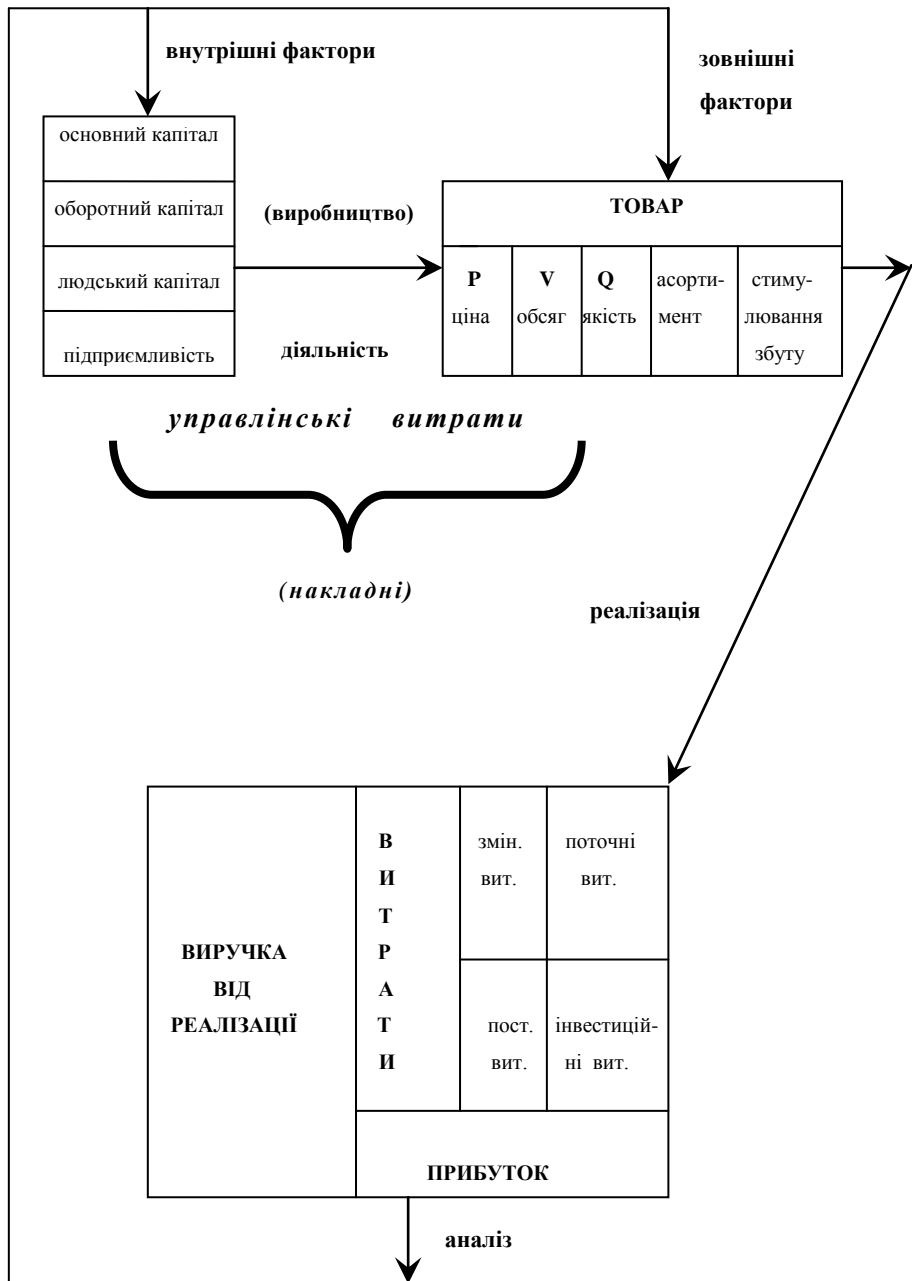 внутрішні фактори
зовнішні
фактори
основний капітал
оборотний капітал
людський капітал
підприємливість
(виробництво)
діяльність
ТОВАР
P
ціна
V
обсяг
Q
якість
асорти-
мент
стиму-
лювання
збуту
управлінські витрати
(накладні)
реалізація
ВИРУЧКА
ВІД
РЕАЛІЗАЦІЇ
В
И
Т
Р
А
Т
И
змін.
вит.
поточні
вит.
пост.
вит.
інвестицій-
ні вит.
ПРИБУТОК
аналіз